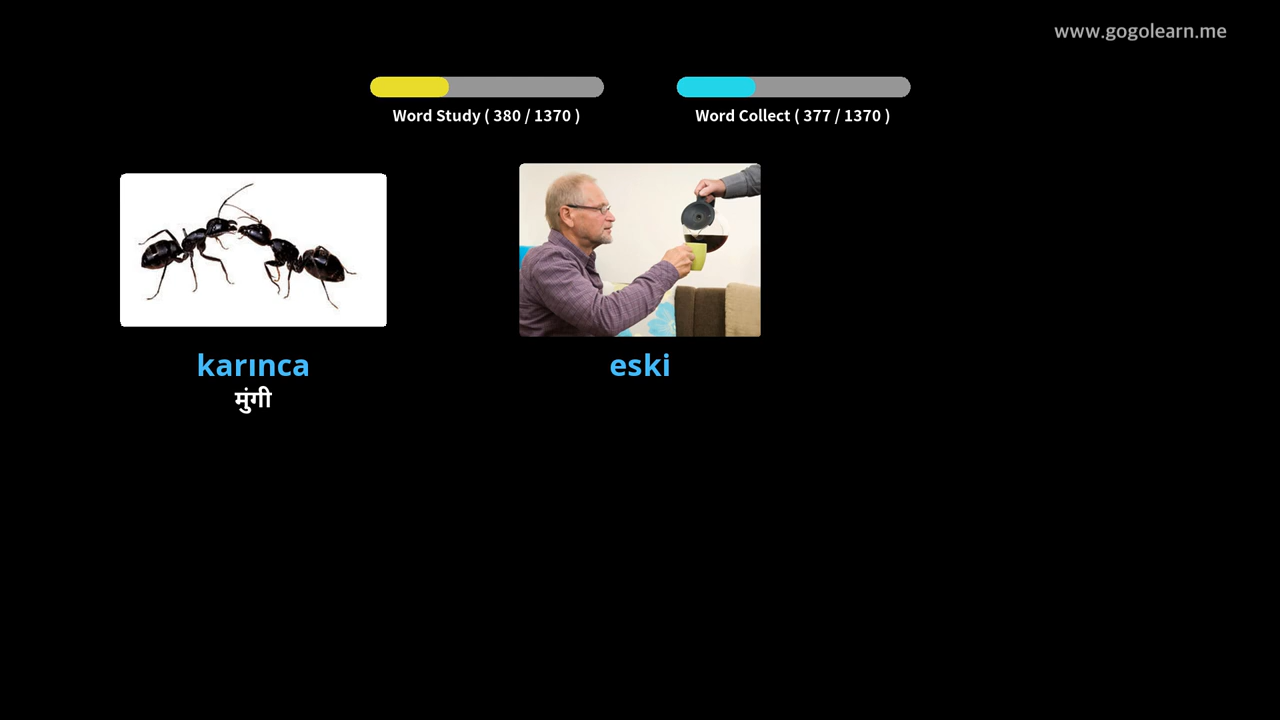 www.gogolearn.me
Word Study ( 380 / 1370 )
Word Collect ( 377 / 1370 )
karınca
मुंगी
eski